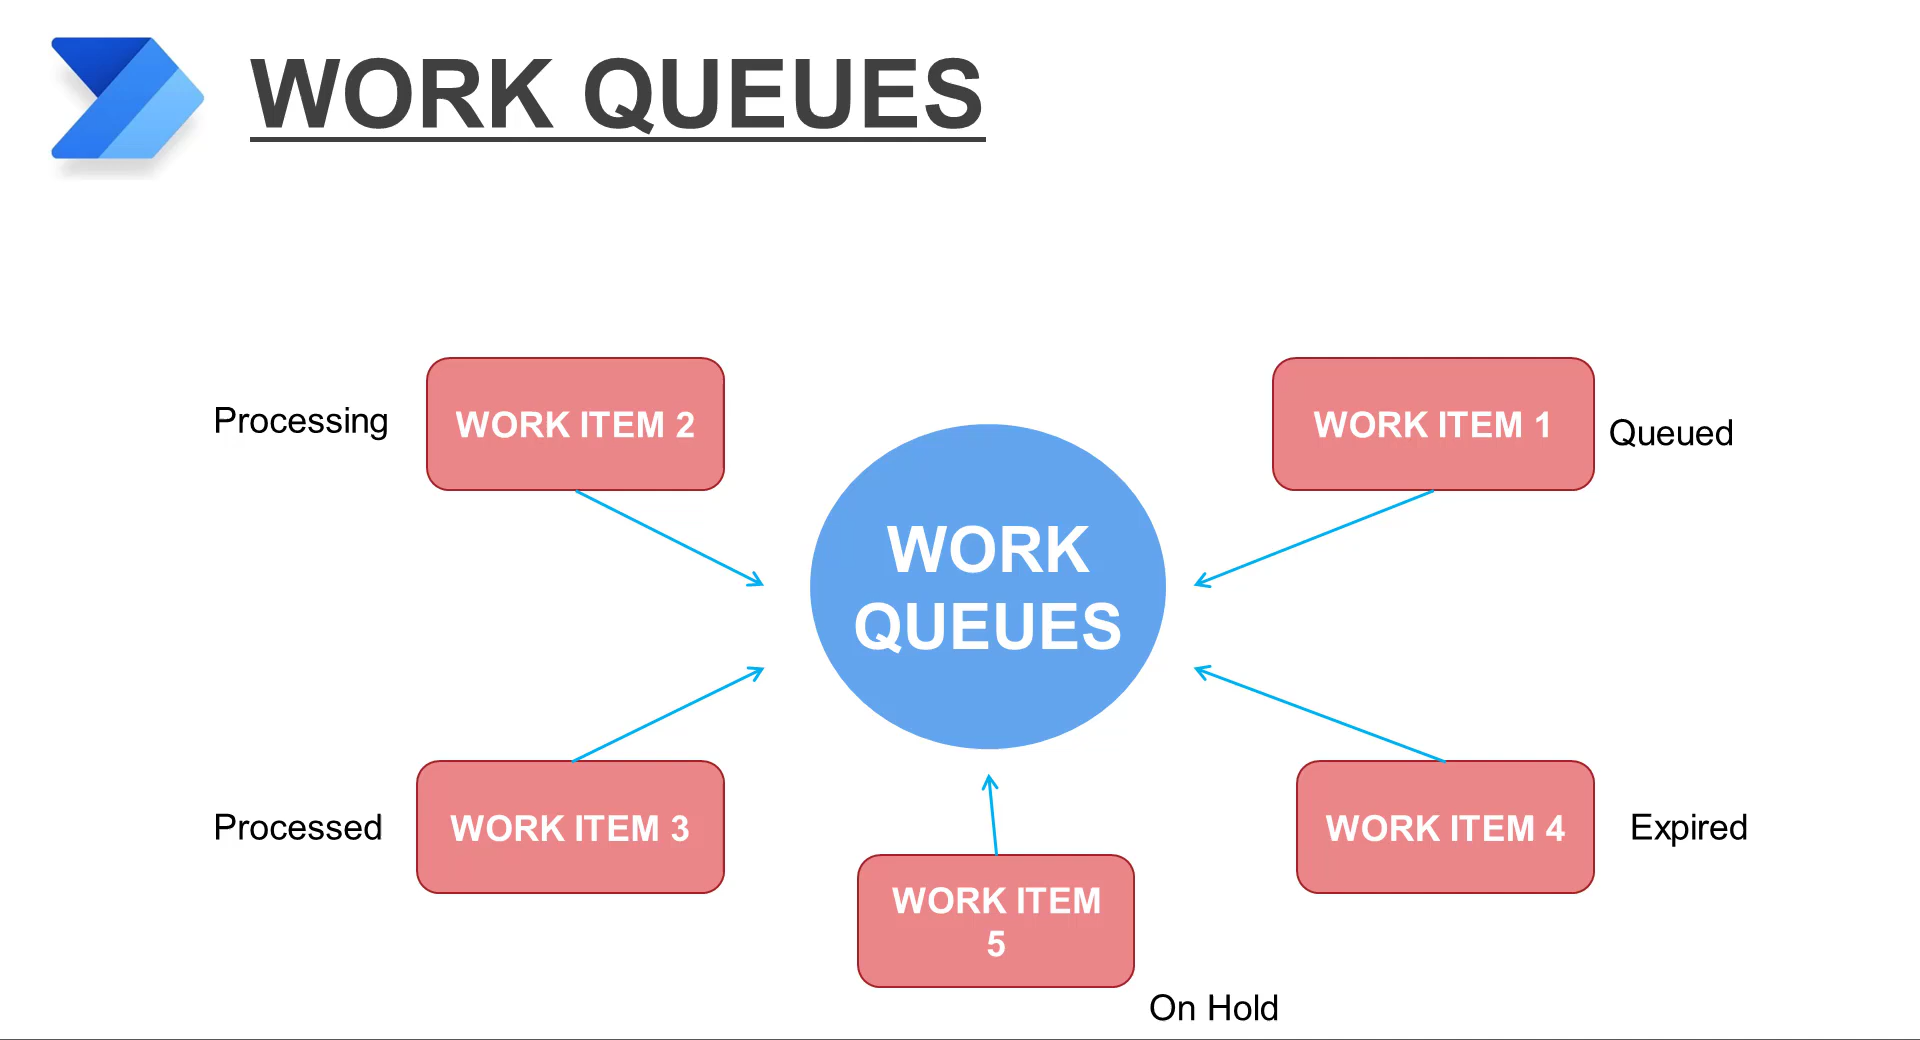 WORK QUEUES
Processing
WORK ITEM 2
WORK ITEM 1
Queued
WORK
QUEUES
Processed
WORK ITEM 3
WORK ITEM 4
Expired
WORK ITEM
5
On Hold